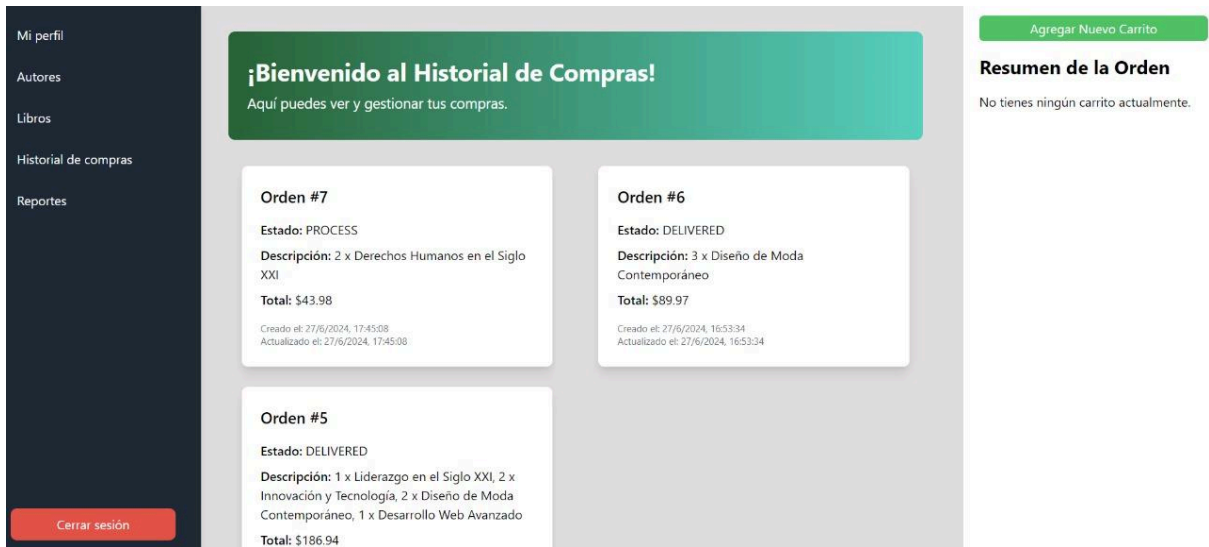 Mi perfil
Autores
Libros
Historial de compras
Reportes
Cerrar sesión
¡Bienvenido al Historial de Compras!
Aquí puedes ver y gestionar tus compras.
Orden #7
Estado: PROCESS
Descripción: 2 x Derechos Humanos en el Siglo
XXI
Total: $43.98
Creado el: 27/6/2024, 17:45:08
Actualizado el: 27/6/2024, 17:45:08
Orden #6
Estado: DELIVERED
Descripción: 3 x Diseño de Moda
Contemporáneo
Total: $89.97
Creado el: 27/6/2024, 16:53:34
Actualizado el: 27/6/2024, 16:53:34
Orden #5
Estado: DELIVERED
Descripción: 1 x Liderazgo en el Siglo XXI, 2 x
Innovación y Tecnología, 2 x Diseño de Moda
Contemporáneo, 1 x Desarrollo Web Avanzado
Total: $186.94
Agregar Nuevo Carrito
Resumen de la Orden
No tienes ningún carrito actualmente.